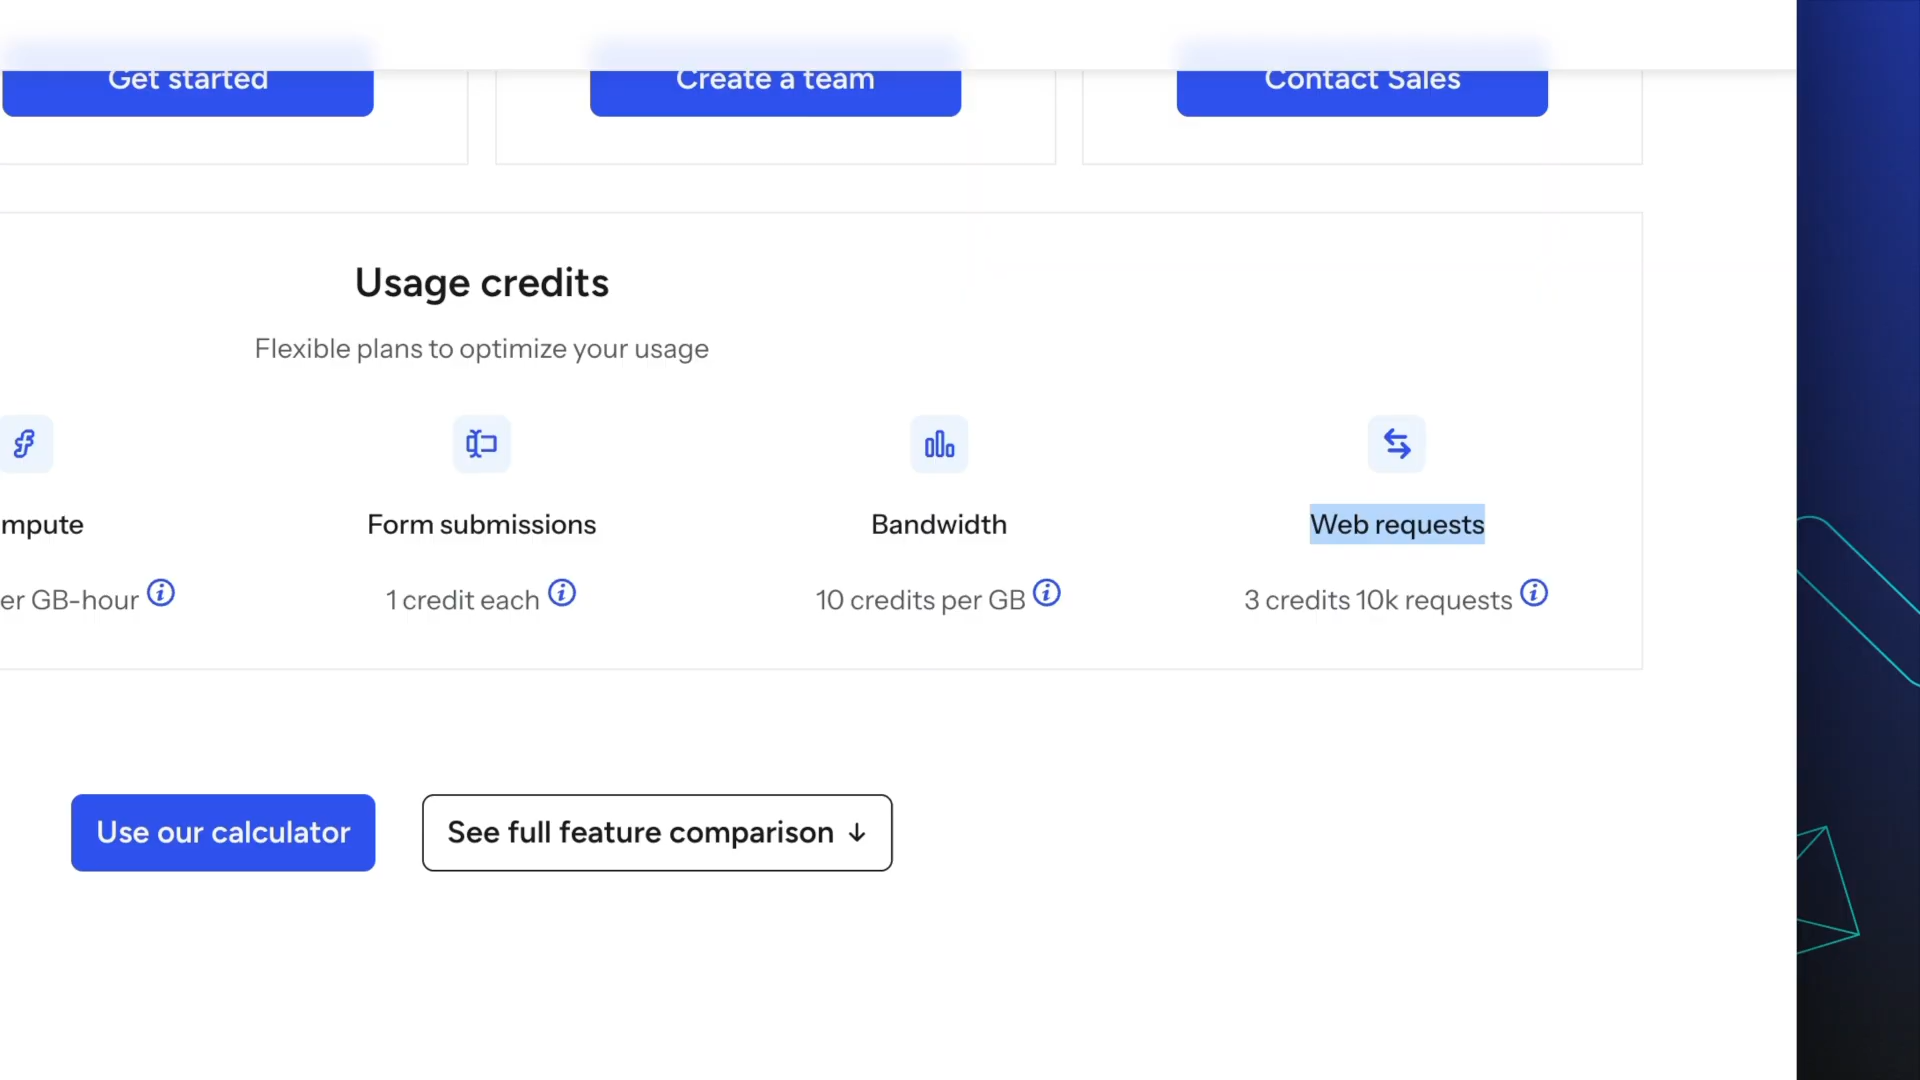 Get started
Create a team
Contact Sales
Usage credits
Flexible plans to optimize your usage
mpute
Form submissions
Bandwidth
Web requests
er GB-hour
1 credit each
10 credits per GB
3 credits 10k requests
Use our calculator
See full feature comparison ↓